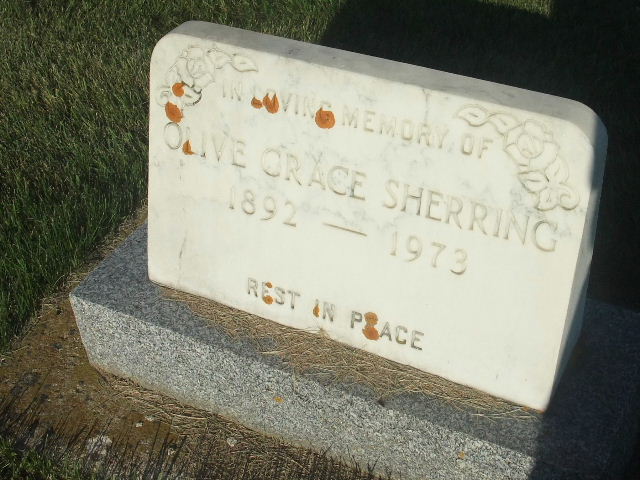 IN LOVING MEMORY OF
OLIVE GRACE SHERRING
1892 — 1973
REST IN PEACE